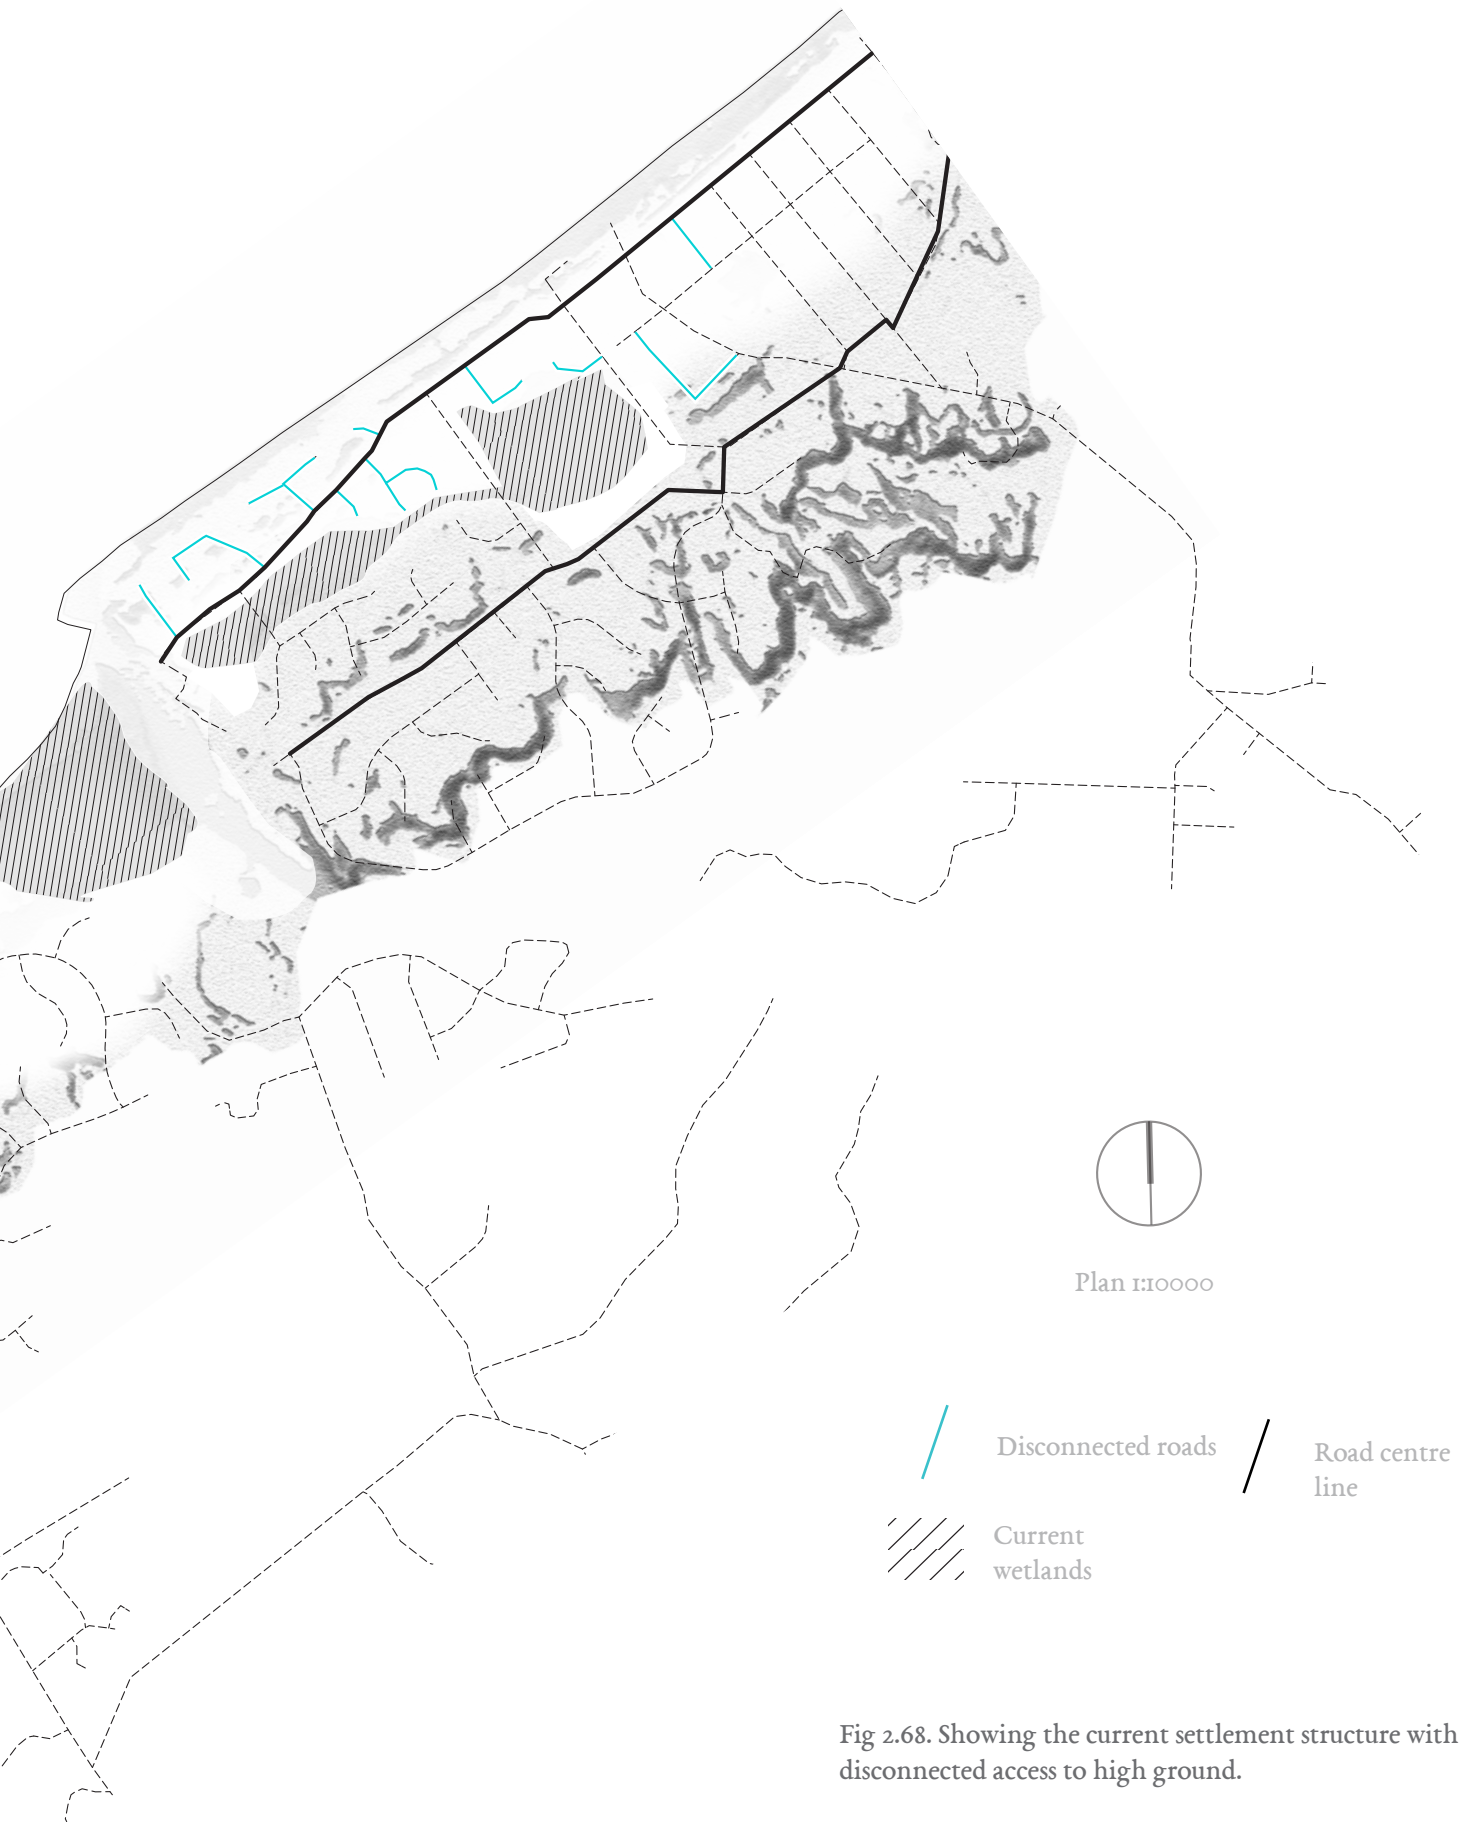 Plan 1:10000
Disconnected roads
Road centre
line
Current
wetlands
Fig 2.68. Showing the current settlement structure with
disconnected access to high ground.